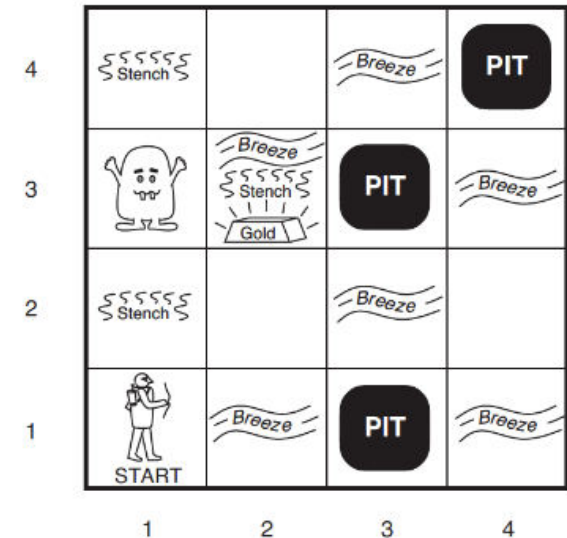 4 Stench Breeze PIT
3 Breeze Stench Gold PIT Breeze
2 Stench Breeze
1 START Breeze PIT Breeze
1 2 3 4